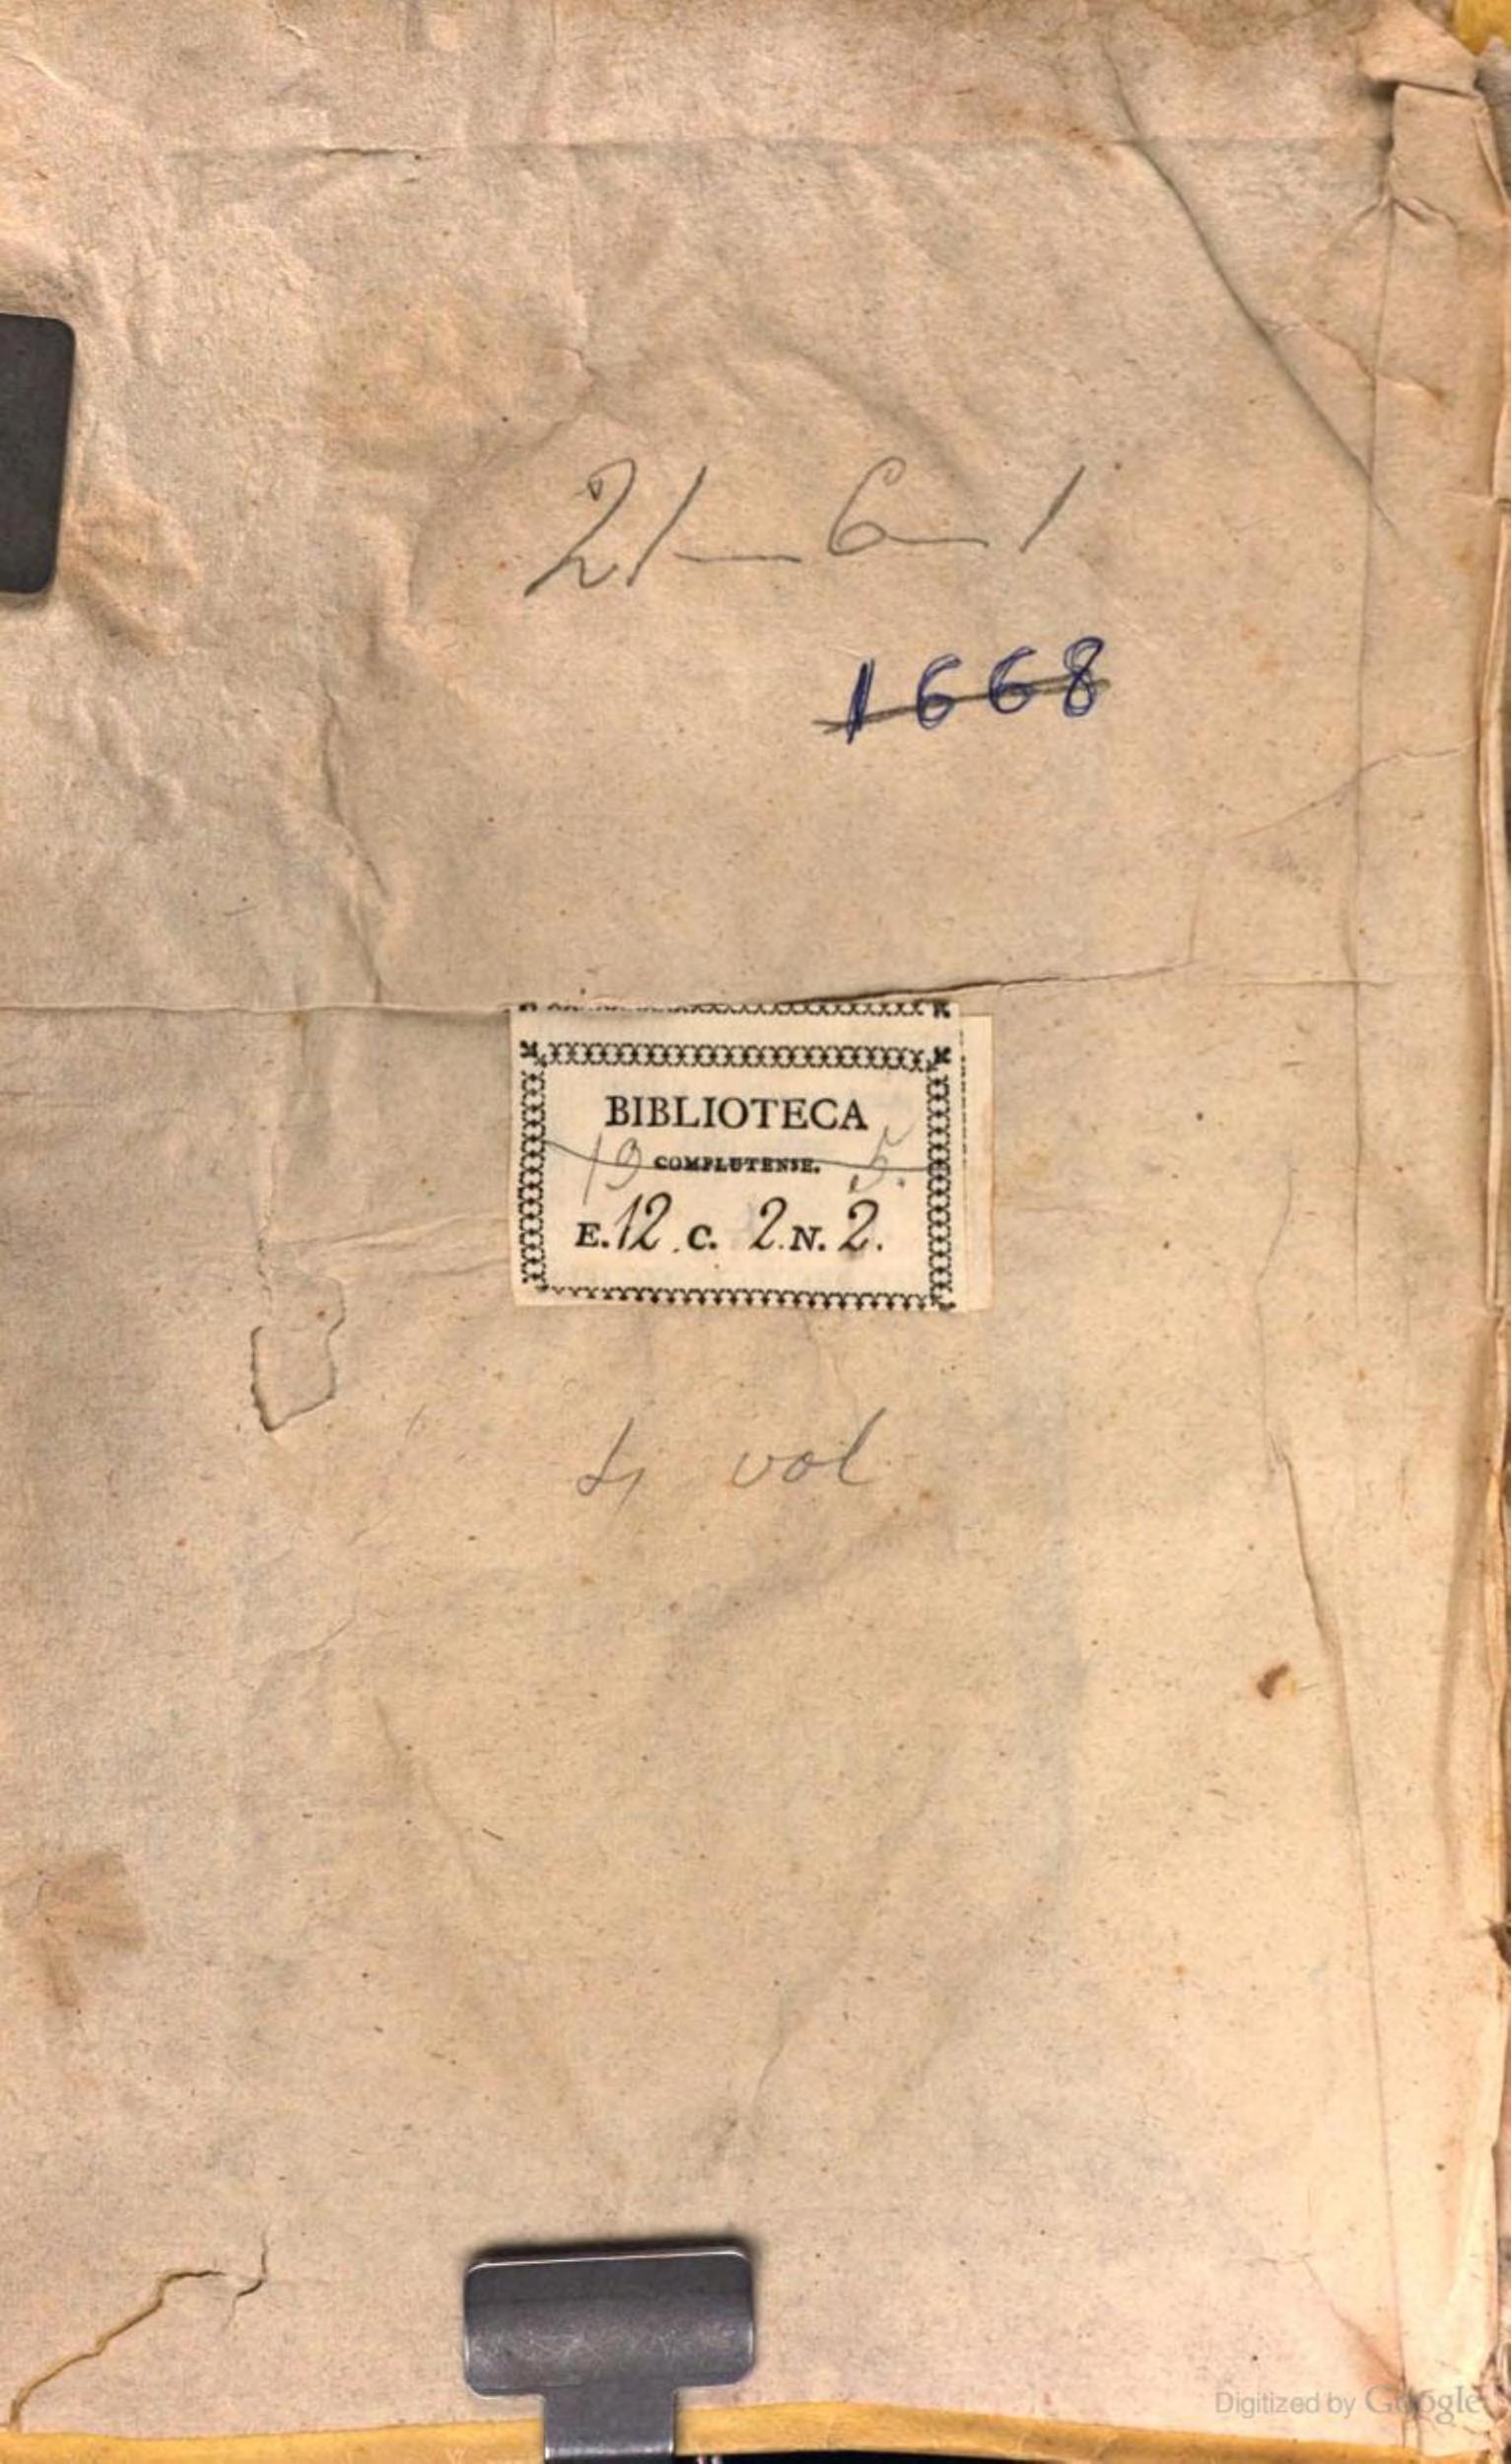 21—6—1
1668
BIBLIOTECA
19 COMPLUTENSE. 5.
E. 12. C. 2. N. 2.
4 vol
Digitized by Google